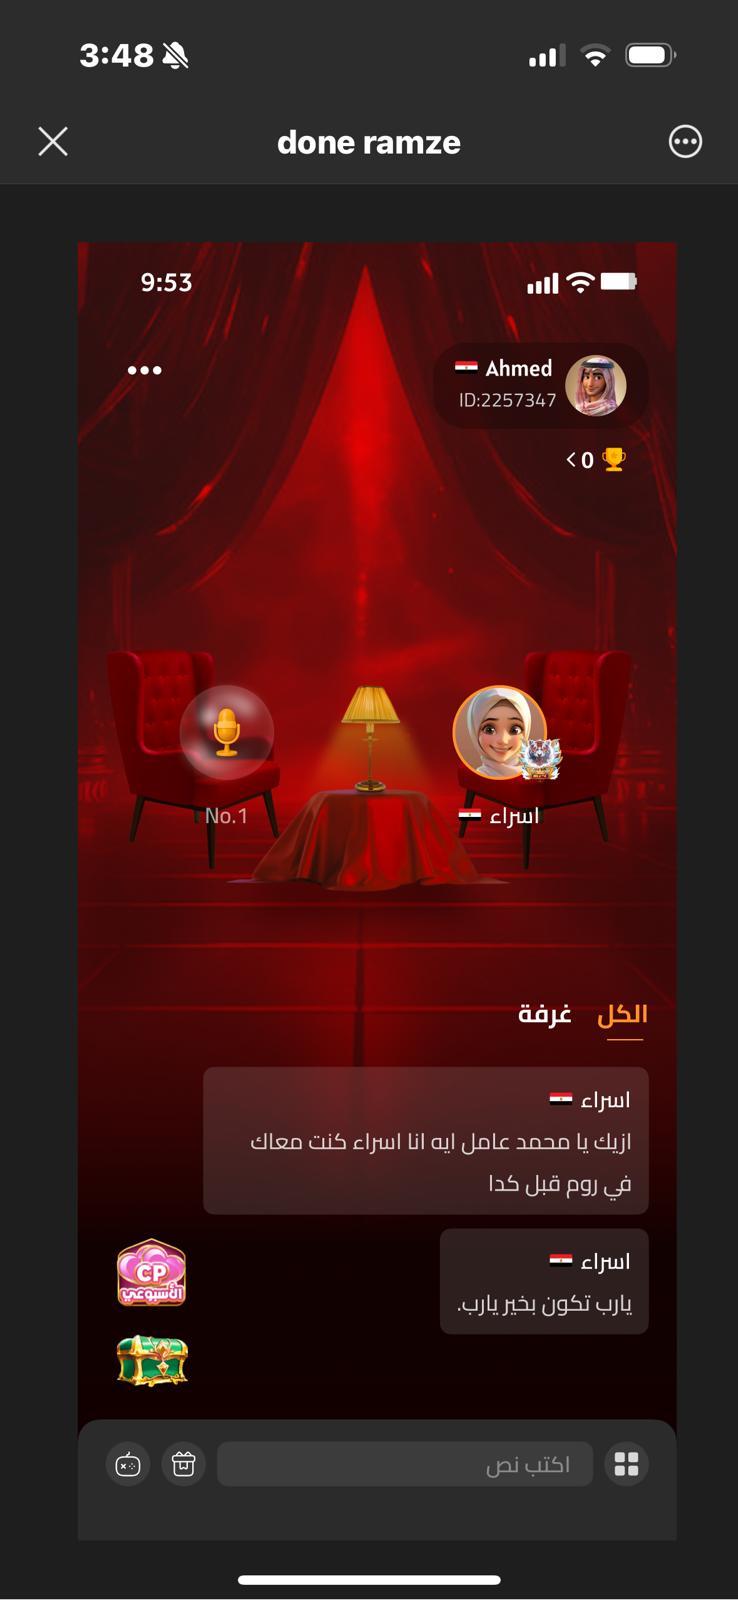 3:48
done ramze
9:53
Ahmed
ID:2257347
0
No.1
اسراء
الكل
غرفة
اسراء
ازيك يا محمد عامل ايه انا اسراء كنت معاك
في روم قبل كدا
اسراء
يارب تكون بخير يارب.
CP
الأسبوعي
اكتب نص